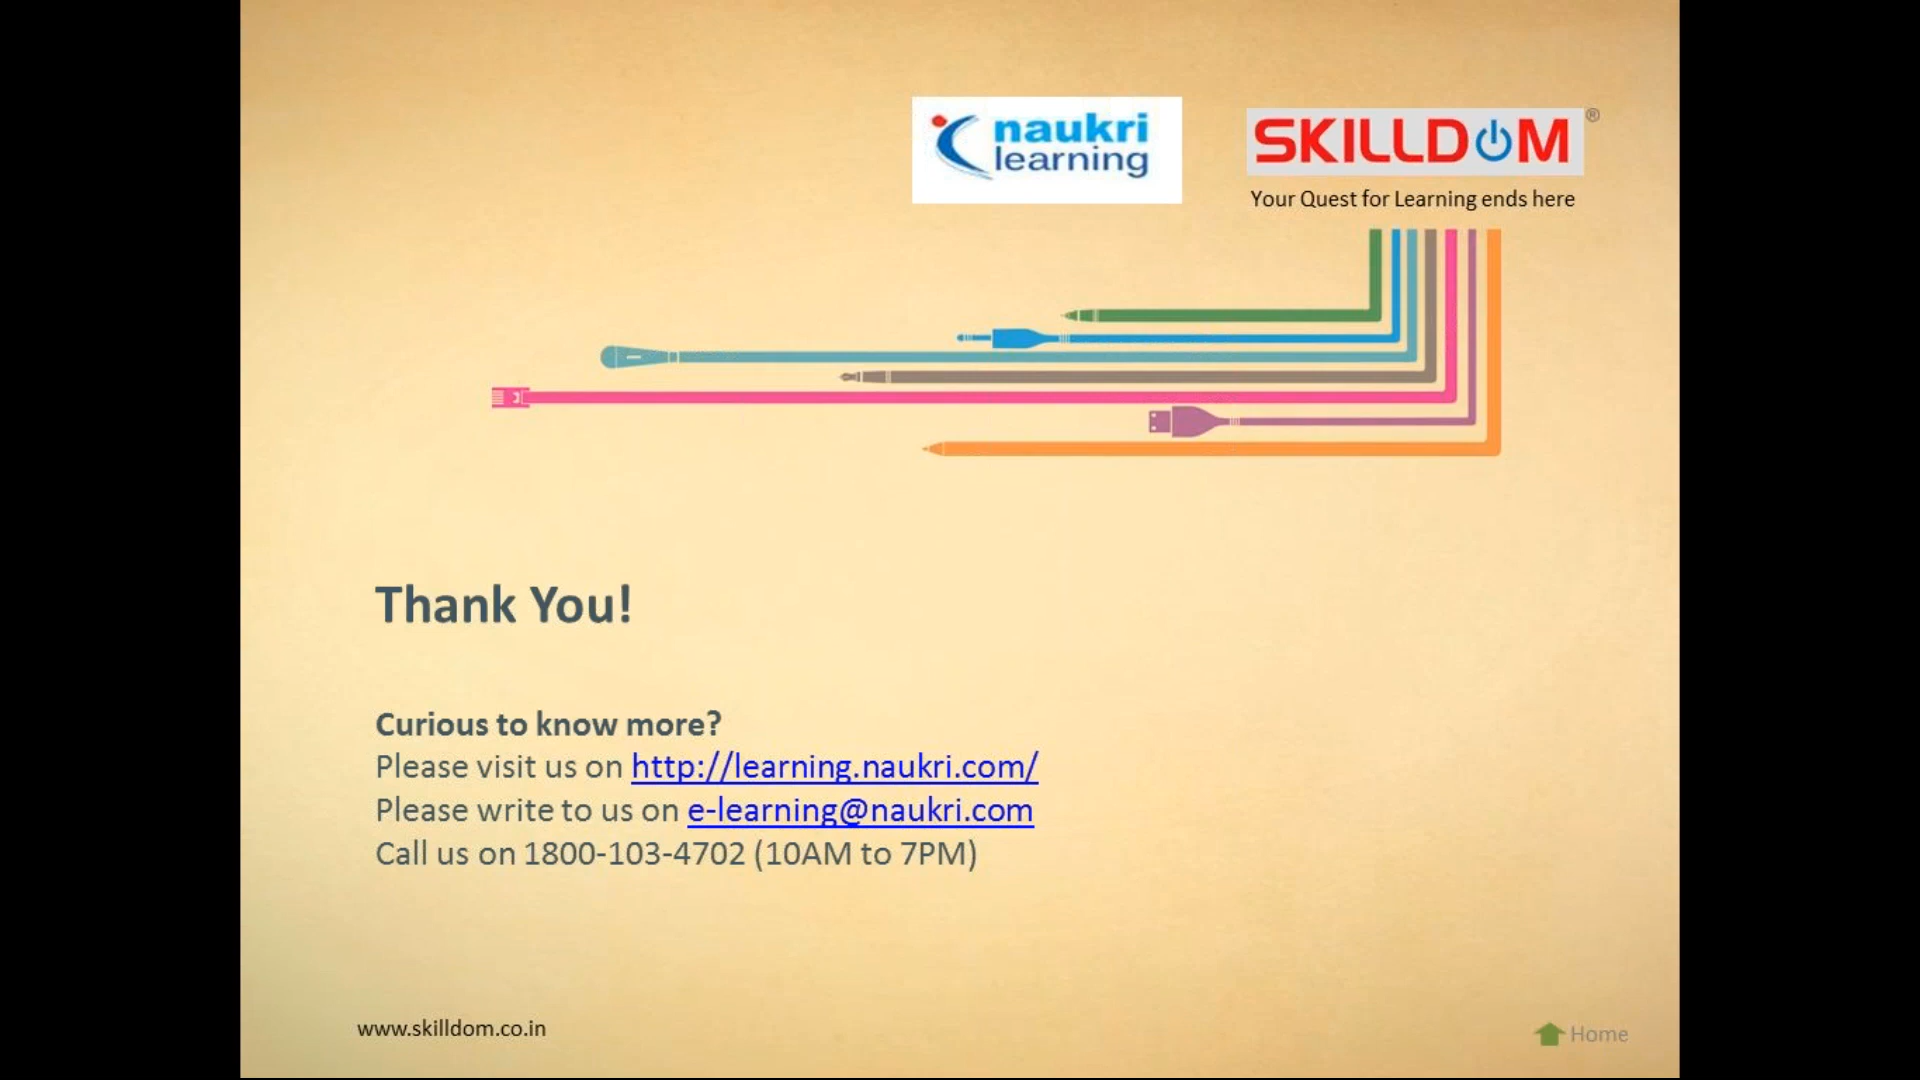 naukri
learning
SKILLDOM®
Your Quest for Learning ends here
Thank You!
Curious to know more?
Please visit us on http://learning.naukri.com/
Please write to us on e-learning@naukri.com
Call us on 1800-103-4702 (10AM to 7PM)
www.skilldom.co.in
Home